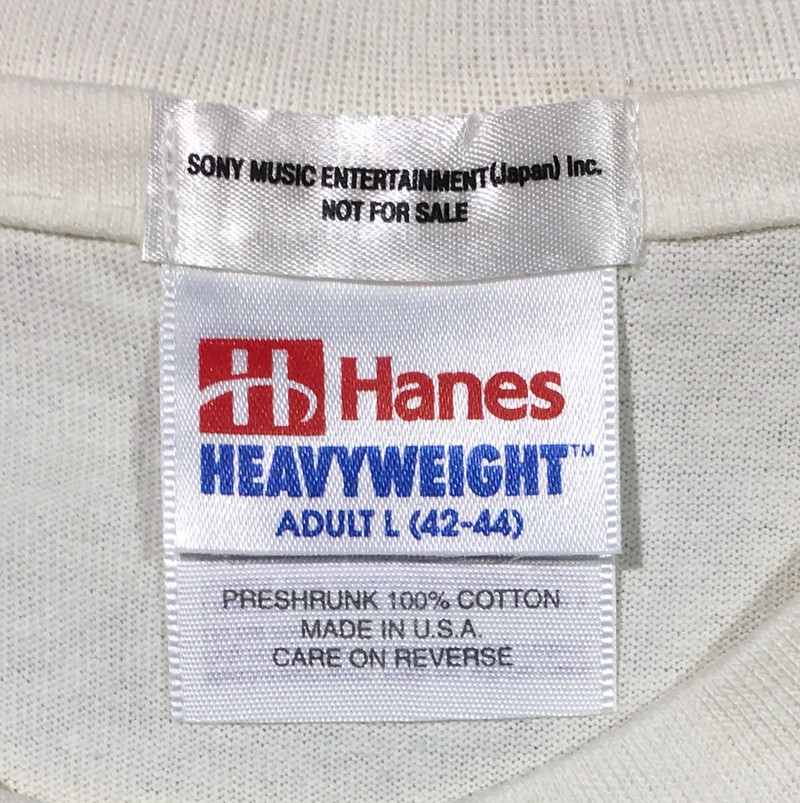 SONY MUSIC ENTERTAINMENT(Japan) Inc.
NOT FOR SALE
H Hanes
HEAVYWEIGHT™
ADULT L (42-44)
PRESHRUNK 100% COTTON
MADE IN U.S.A.
CARE ON REVERSE